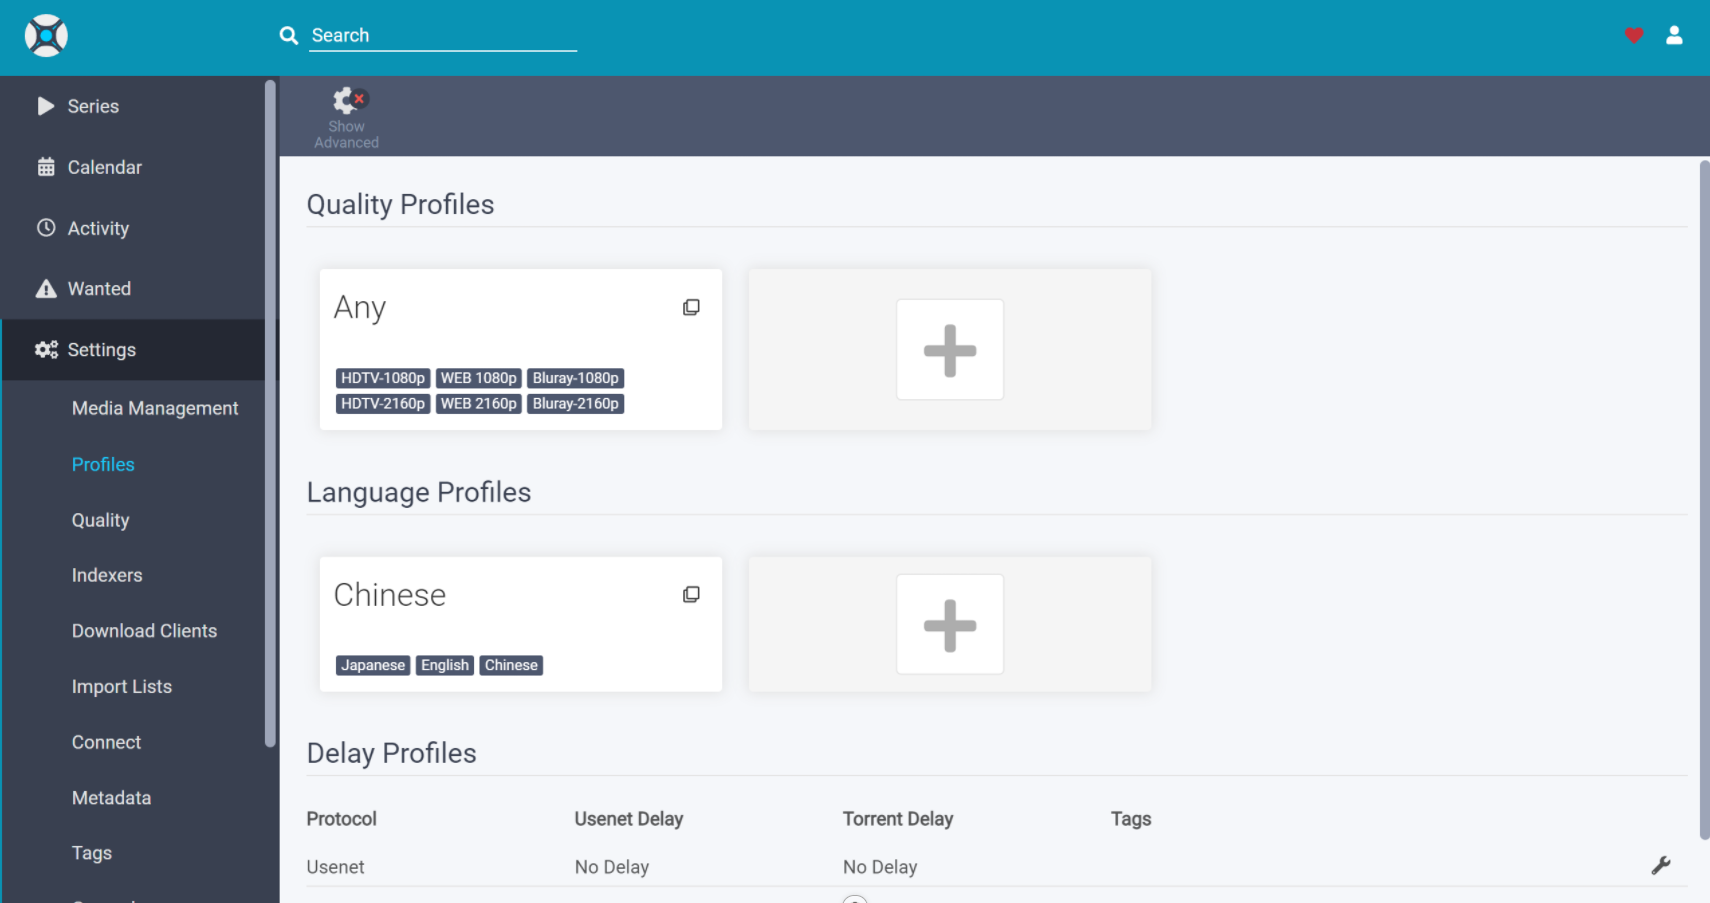 Search
Series
Calendar
Activity
Wanted
Settings
Media Management
Profiles
Quality
Indexers
Download Clients
Import Lists
Connect
Metadata
Tags
Show
Advanced
Quality Profiles
Any
HDTV-1080p WEB 1080p Bluray-1080p
HDTV-2160p WEB 2160p Bluray-2160p
Language Profiles
Chinese
Japanese English Chinese
Delay Profiles
Protocol Usenet Delay Torrent Delay Tags
Usenet No Delay No Delay